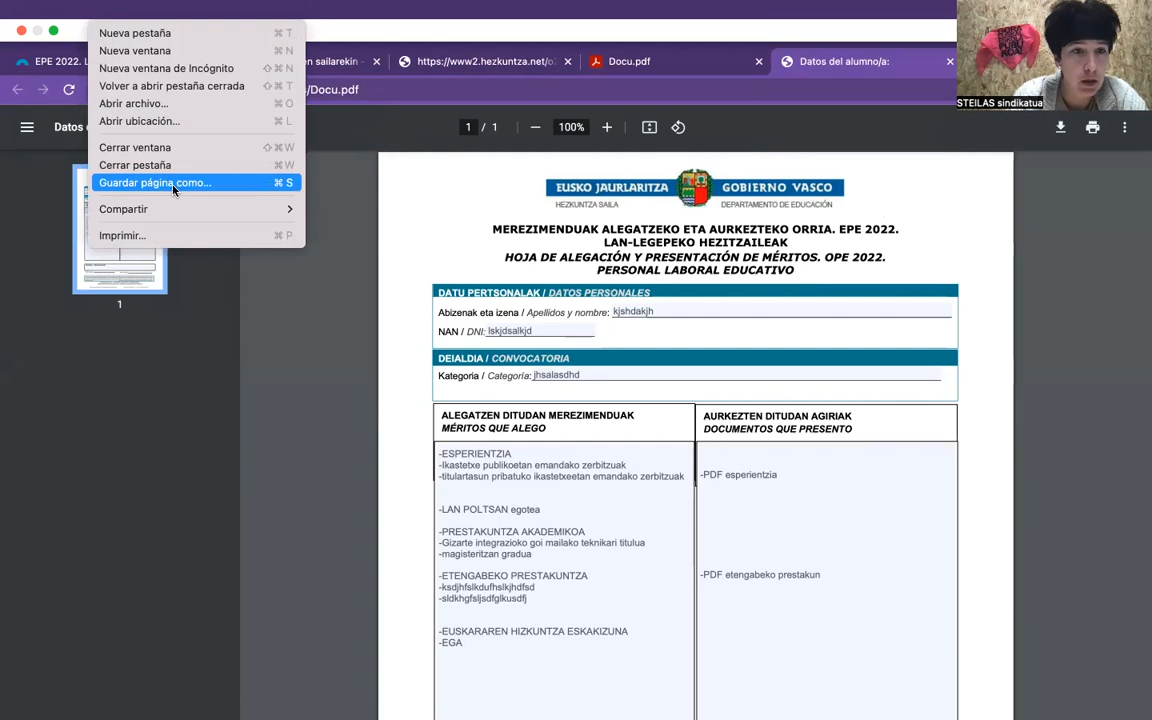 Nueva pestaña ⌘ T
Nueva ventana ⌘ N
Nueva ventana de Incógnito ⇧⌘ N
Volver a abrir pestaña cerrada ⇧⌘ T
Abrir archivo... ⌘ O
Abrir ubicación... ⌘ L
Cerrar ventana ⇧⌘ W
Cerrar pestaña ⌘ W
Guardar página como... ⌘ S
Compartir
Imprimir... ⌘ P
EPE 2022. L
en sailarekin
https://www2.hezkuntza.net/o
Docu.pdf
Datos del alumno/a:
/Docu.pdf
STEILAS sindikatua
Datos
1 / 1
100%
1
EUSKO JAURLARITZA GOBIERNO VASCO
HEZKUNTZA SAILA DEPARTAMENTO DE EDUCACIÓN
MEREZIMENDUAK ALEGATZEKO ETA AURKEZTEKO ORRIA. EPE 2022.
LAN-LEGEPEKO HEZITZAILEAK
HOJA DE ALEGACIÓN Y PRESENTACIÓN DE MÉRITOS. OPE 2022.
PERSONAL LABORAL EDUCATIVO
DATU PERTSONALAK / DATOS PERSONALES
Abizenak eta izena / Apellidos y nombre: kjshdakjh
NAN / DNI: lskjdsalkjd
DEIALDIA / CONVOCATORIA
Kategoria / Categoría: jhsalasdhd
ALEGATZEN DITUDAN MEREZIMENDUAK
MÉRITOS QUE ALEGO
AURKEZTEN DITUDAN AGIRIAK
DOCUMENTOS QUE PRESENTO
-ESPERIENTZIA
-Ikastetxe publikoetan emandako zerbitzuak
-titulartasun pribatuko ikastetxeetan emandako zerbitzuak
-PDF esperientzia
-LAN POLTSAN egotea
-PRESTAKUNTZA AKADEMIKOA
-Gizarte integrazioko goi mailako teknikari titulua
-magisteritzan gradua
-ETENGABEKO PRESTAKUNTZA
-PDF etengabeko prestakun
-ksdjhfslkdufhslkjhdfsd
-sldkhgfsljsdfglkusdfj
-EUSKARAREN HIZKUNTZA ESKAKIZUNA
-EGA